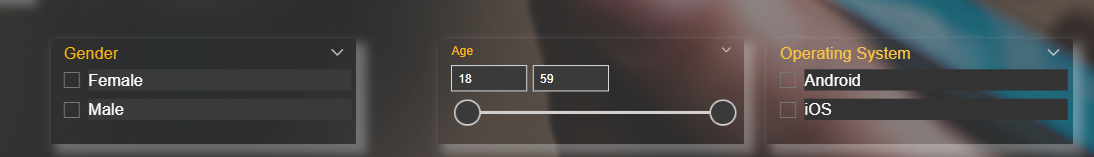 Gender
Female
Male
Age
18 59
Operating System
Android
iOS